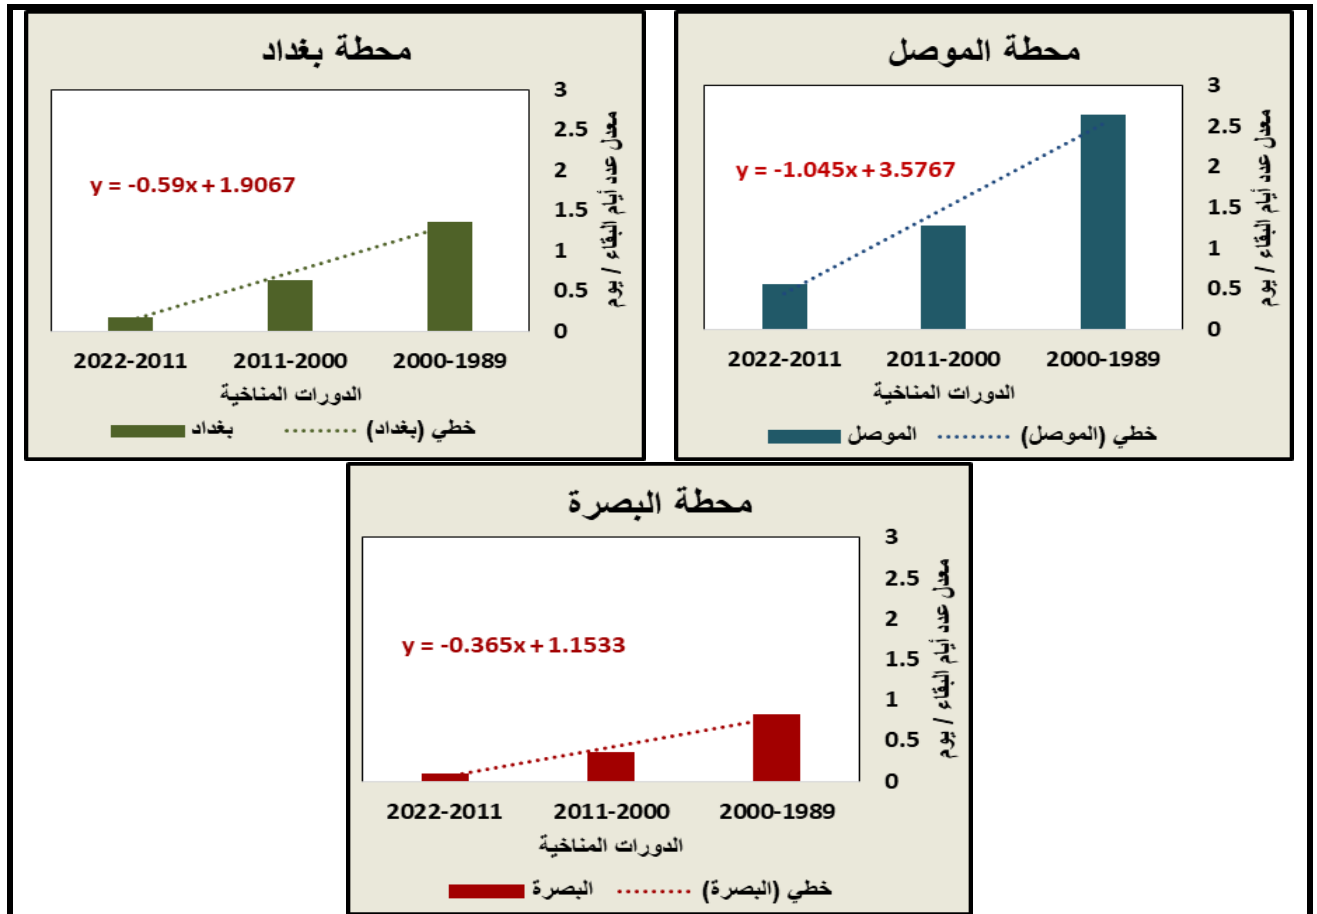 محطة الموصل
3
2.5
2
1.5
1
0.5
0
معدل عدد أيام البقاء / يوم
y = -1.045x + 3.5767
2000-1989
2011-2000
2022-2011
الدورات المناخية
الموصل
خطي (الموصل)
محطة بغداد
3
2.5
2
1.5
1
0.5
0
معدل عدد أيام البقاء / يوم
y = -0.59x + 1.9067
2000-1989
2011-2000
2022-2011
الدورات المناخية
بغداد
خطي (بغداد)
محطة البصرة
3
2.5
2
1.5
1
0.5
0
معدل عدد أيام البقاء / يوم
y = -0.365x + 1.1533
2000-1989
2011-2000
2022-2011
الدورات المناخية
البصرة
خطي (البصرة)